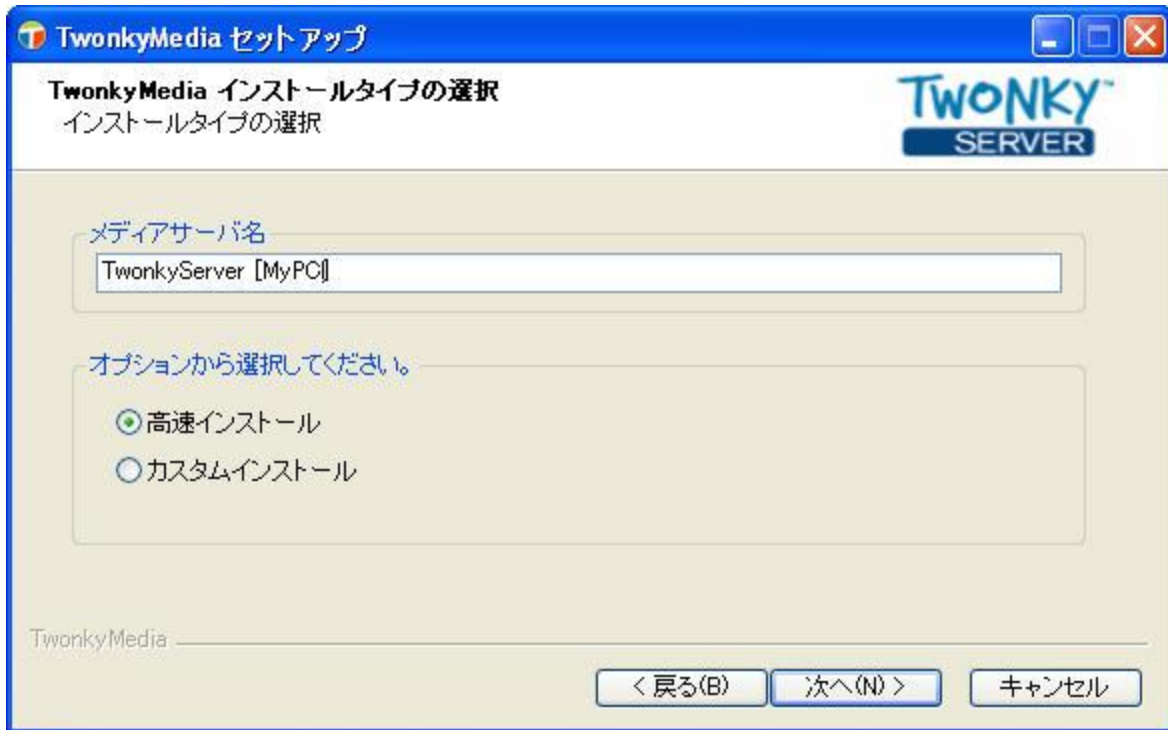 TwonkyMedia セットアップ
TwonkyMedia インストールタイプの選択
インストールタイプの選択
TWONKY™
SERVER
メディアサーバ名
TwonkyServer [MyPC]
オプションから選択してください。
高速インストール
カスタムインストール
TwonkyMedia
< 戻る(B)
次へ(N) >
キャンセル